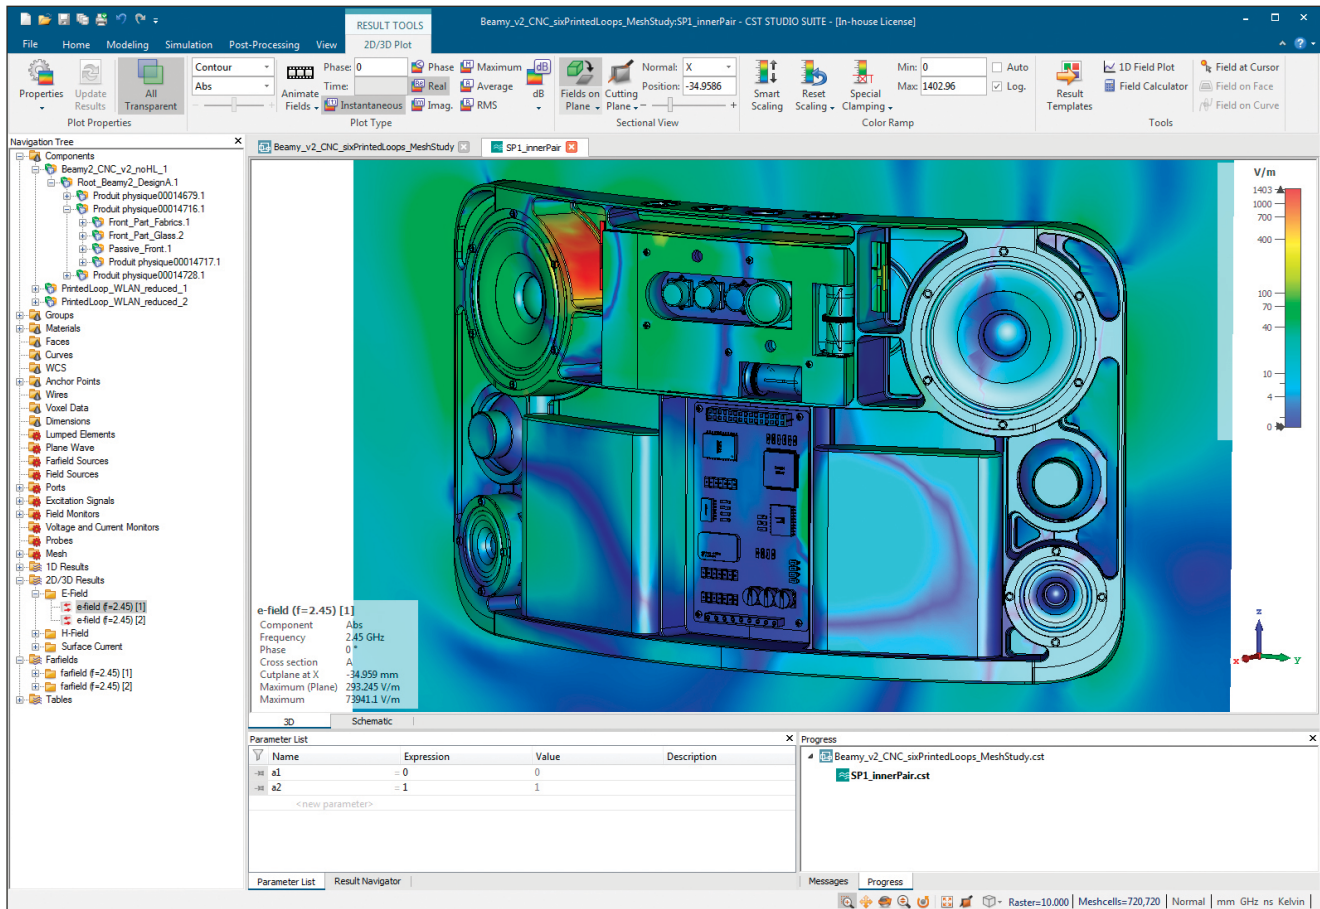 RESULT TOOLS
Beamy_v2_CNC_sixPrintedLoops_MeshStudy:SP1_innerPair - CST STUDIO SUITE - [In-house License]
File Home Modeling Simulation Post-Processing View 2D/3D Plot
Contour Phase: 0 Phase Maximum Normal: X Min: 0 Auto 1D Field Plot Field at Cursor
Abs Time: Real Average Position: -34.9586 Max: 1402.96 Log. Field Calculator Field on Face
Properties Update Results All Transparent Animate Fields Instantaneous Imag. RMS dB Fields on Plane Cutting Plane Smart Scaling Reset Scaling Special Clamping Result Templates Field on Curve
Plot Properties Plot Type Sectional View Color Ramp Tools
Navigation Tree
Components
Beamy2_CNC_v2_noHL_1
Root_Beamy2_DesignA.1
Produit physique00014679.1
Produit physique00014716.1
Front_Part_Fabrics.1
Front_Part_Glass.2
Passive_Front.1
Produit physique00014717.1
Produit physique00014728.1
PrintedLoop_WLAN_reduced_1
PrintedLoop_WLAN_reduced_2
Groups
Materials
Faces
Curves
WCS
Anchor Points
Wires
Voxel Data
Dimensions
Lumped Elements
Plane Wave
Farfield Sources
Field Sources
Ports
Excitation Signals
Field Monitors
Voltage and Current Monitors
Probes
Mesh
1D Results
2D/3D Results
E-Field
e-field (f=2.45) [1]
e-field (f=2.45) [2]
H-Field
Surface Current
Farfields
farfield (f=2.45) [1]
farfield (f=2.45) [2]
Tables
Beamy_v2_CNC_sixPrintedLoops_MeshStudy SP1_innerPair
V/m
1403
1000
700
400
100
70
40
10
4
0
e-field (f=2.45) [1]
Component Abs
Frequency 2.45 GHz
Phase 0 °
Cross section A
Cutplane at X -34.959 mm
Maximum (Plane) 293.245 V/m
Maximum 73941.1 V/m
z
x y
3D Schematic
Parameter List
Name Expression Value Description
a1 = 0 0
a2 = 1 1
<new parameter>
Parameter List Result Navigator
Progress
Beamy_v2_CNC_sixPrintedLoops_MeshStudy.cst
SP1_innerPair.cst
Messages Progress
Raster=10.000 Meshcells=720,720 Normal mm GHz ns Kelvin